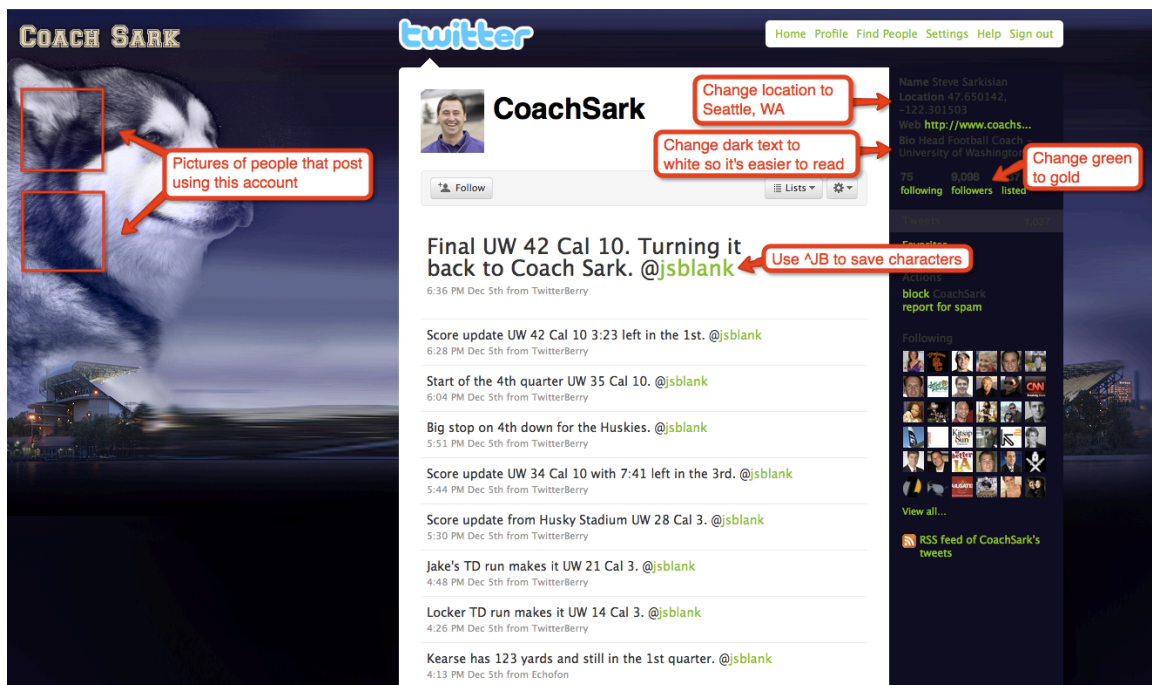 COACH SARK
twitter
Home Profile Find People Settings Help Sign out
CoachSark
Follow
Lists
Final UW 42 Cal 10. Turning it
back to Coach Sark. @jsblank
6:36 PM Dec 5th from TwitterBerry
Score update UW 42 Cal 10 3:23 left in the 1st. @jsblank
6:28 PM Dec 5th from TwitterBerry
Start of the 4th quarter UW 35 Cal 10. @jsblank
6:04 PM Dec 5th from TwitterBerry
Big stop on 4th down for the Huskies. @jsblank
5:51 PM Dec 5th from TwitterBerry
Score update UW 34 Cal 10 with 7:41 left in the 3rd. @jsblank
5:44 PM Dec 5th from TwitterBerry
Score update from Husky Stadium UW 28 Cal 3. @jsblank
5:30 PM Dec 5th from TwitterBerry
Jake's TD run makes it UW 21 Cal 3. @jsblank
4:48 PM Dec 5th from TwitterBerry
Locker TD run makes it UW 14 Cal 3. @jsblank
4:26 PM Dec 5th from TwitterBerry
Kearse has 123 yards and still in the 1st quarter. @jsblank
4:13 PM Dec 5th from Echofon
Pictures of people that post
using this account
Change location to
Seattle, WA
Change dark text to
white so it's easier to read
Change green
to gold
Use ^JB to save characters
Name Steve Sarkisian
Location 47.650142,
-122.301503
Web http://www.coachs...
Bio Head Football Coach
University of Washington
75 9,098
following followers listed
Tweets 1,037
Favorites
Actions
block CoachSark
report for spam
Following
CNN
Kitsap
Sun
View all...
RSS feed of CoachSark's
tweets